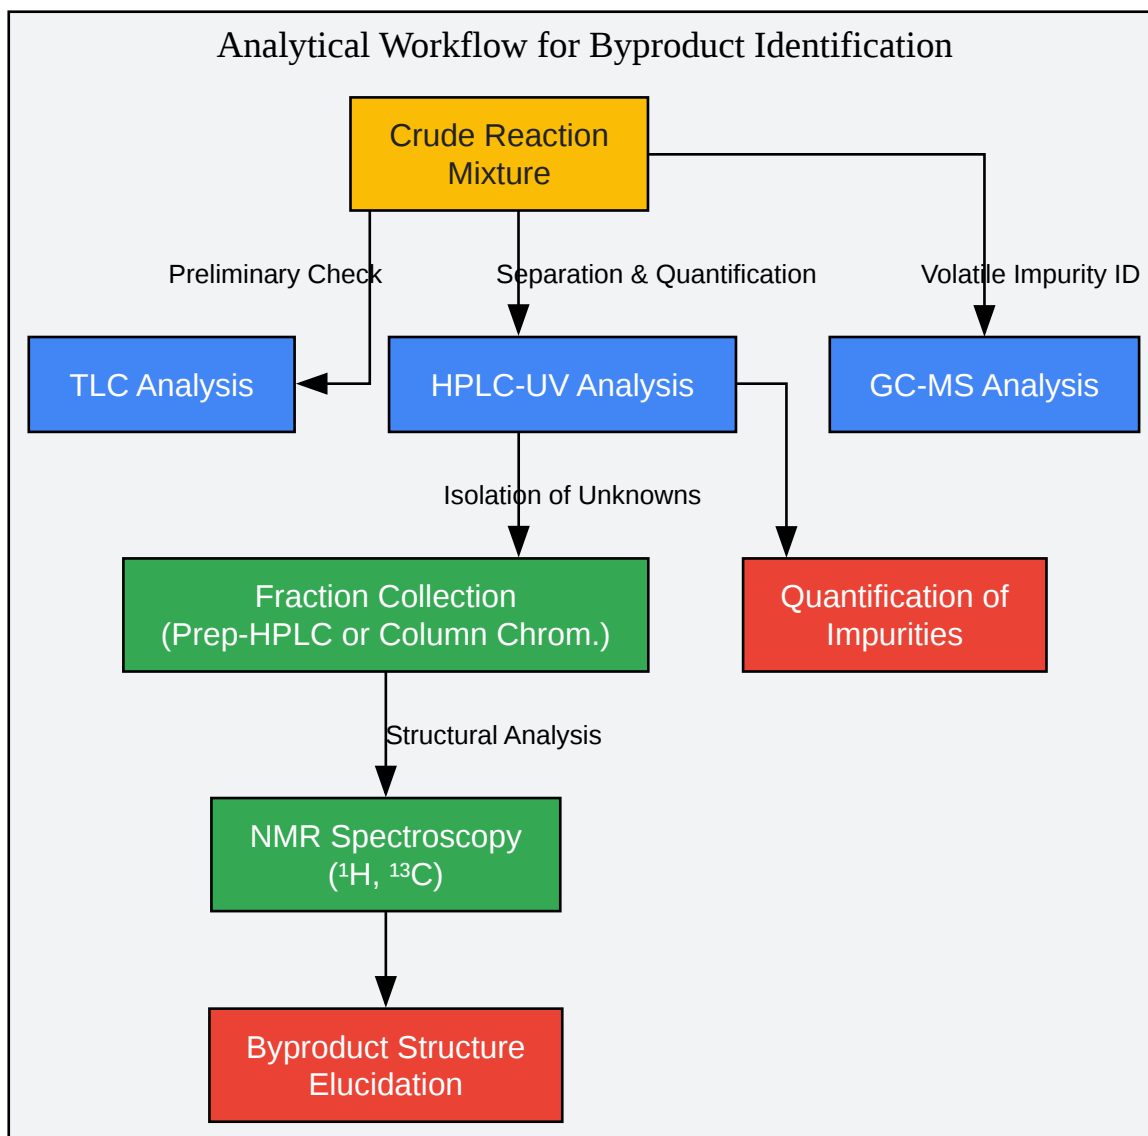 Analytical Workflow for Byproduct Identification
Crude Reaction
Mixture
Preliminary Check
Separation & Quantification
Volatile Impurity ID
TLC Analysis
HPLC-UV Analysis
GC-MS Analysis
Isolation of Unknowns
Fraction Collection
(Prep-HPLC or Column Chrom.)
Quantification of
Impurities
Structural Analysis
NMR Spectroscopy
(¹H, ¹³C)
Byproduct Structure
Elucidation